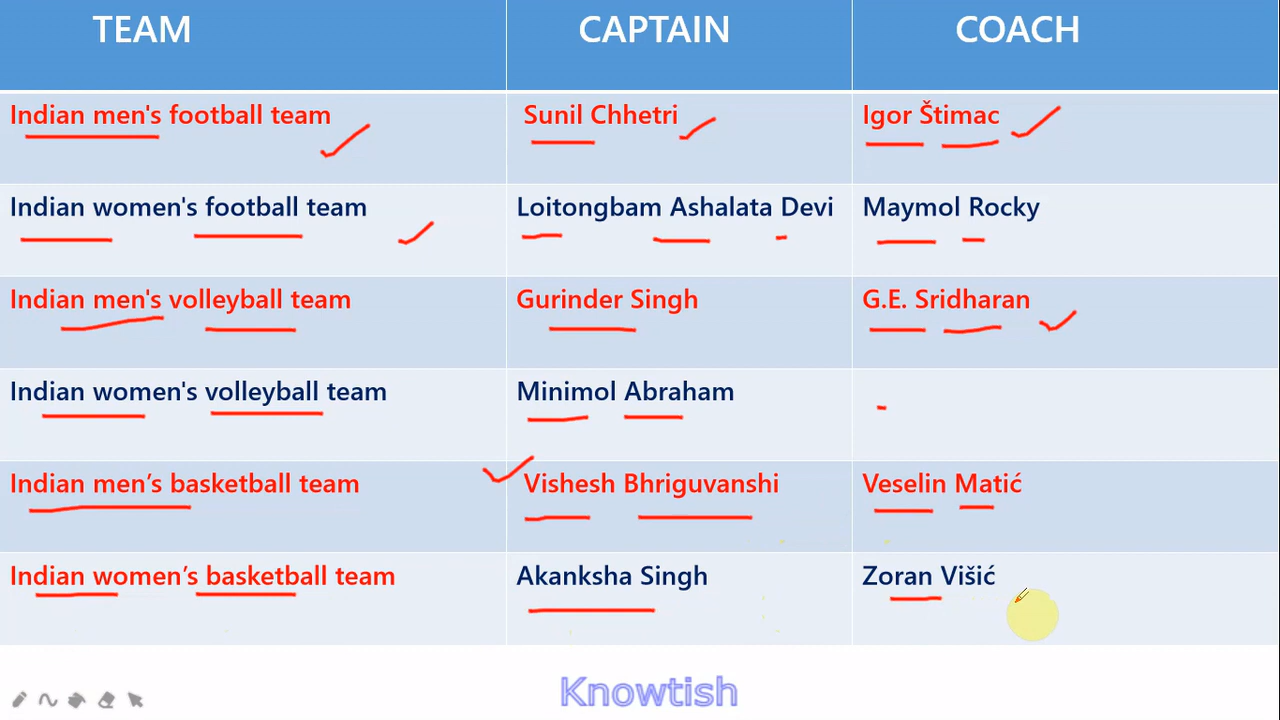 TEAM CAPTAIN COACH
Indian men's football team Sunil Chhetri Igor Štimac
Indian women's football team Loitongbam Ashalata Devi Maymol Rocky
Indian men's volleyball team Gurinder Singh G.E. Sridharan
Indian women's volleyball team Minimol Abraham
Indian men’s basketball team Vishesh Bhriguvanshi Veselin Matić
Indian women’s basketball team Akanksha Singh Zoran Višić
Knowtish